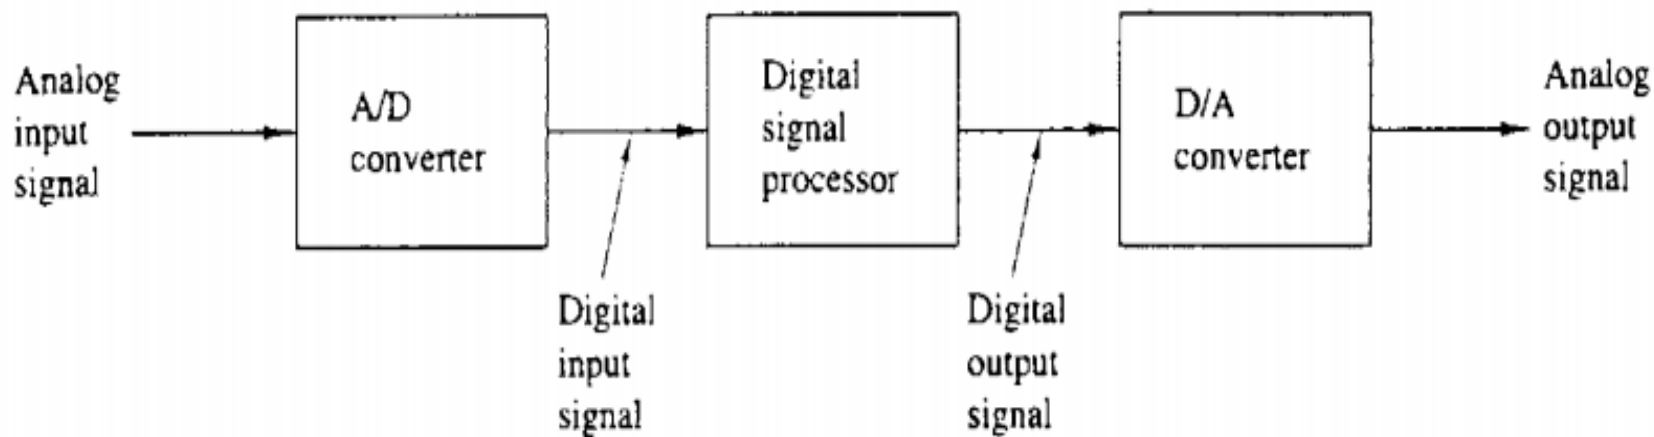 Analog
input
signal
A/D
converter
Digital
input
signal
Digital
signal
processor
Digital
output
signal
D/A
converter
Analog
output
signal